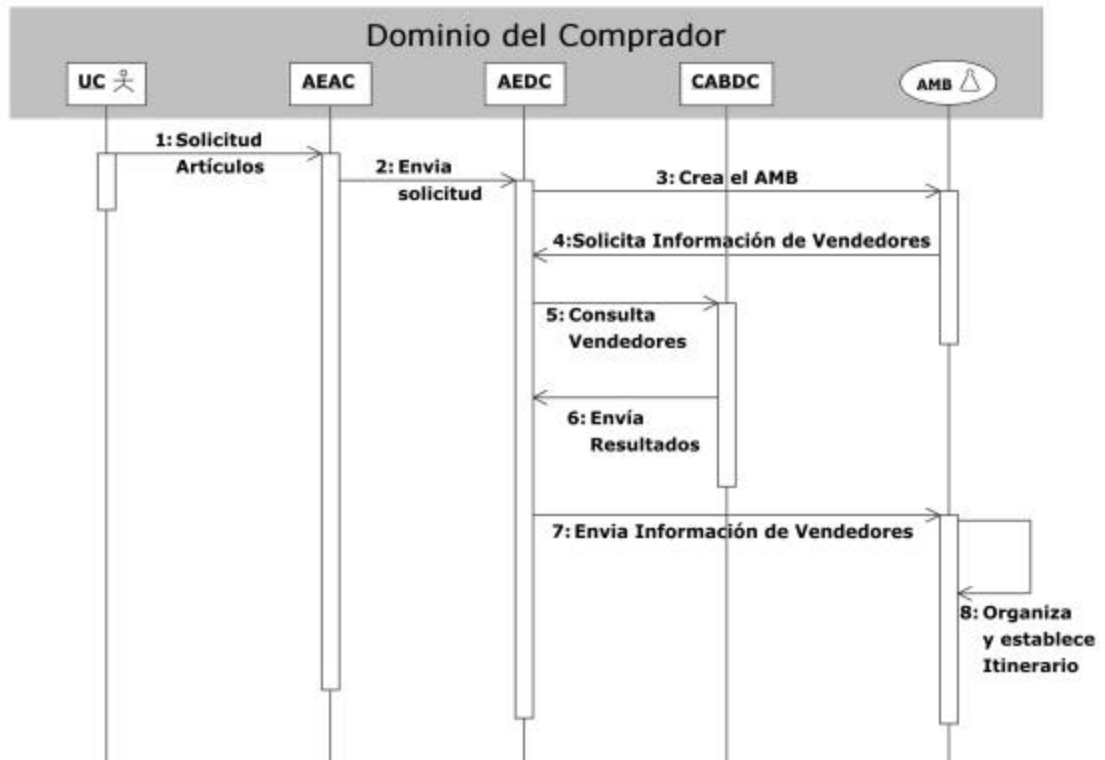 Dominio del Comprador
UC
AEAC
AEDC
CABDC
AMB
1: Solicitud
Artículos
2: Envia
solicitud
3: Crea el AMB
4:Solicita Información de Vendedores
5: Consulta
Vendedores
6: Envía
Resultados
7: Envia Información de Vendedores
8: Organiza
y establece
Itinerario